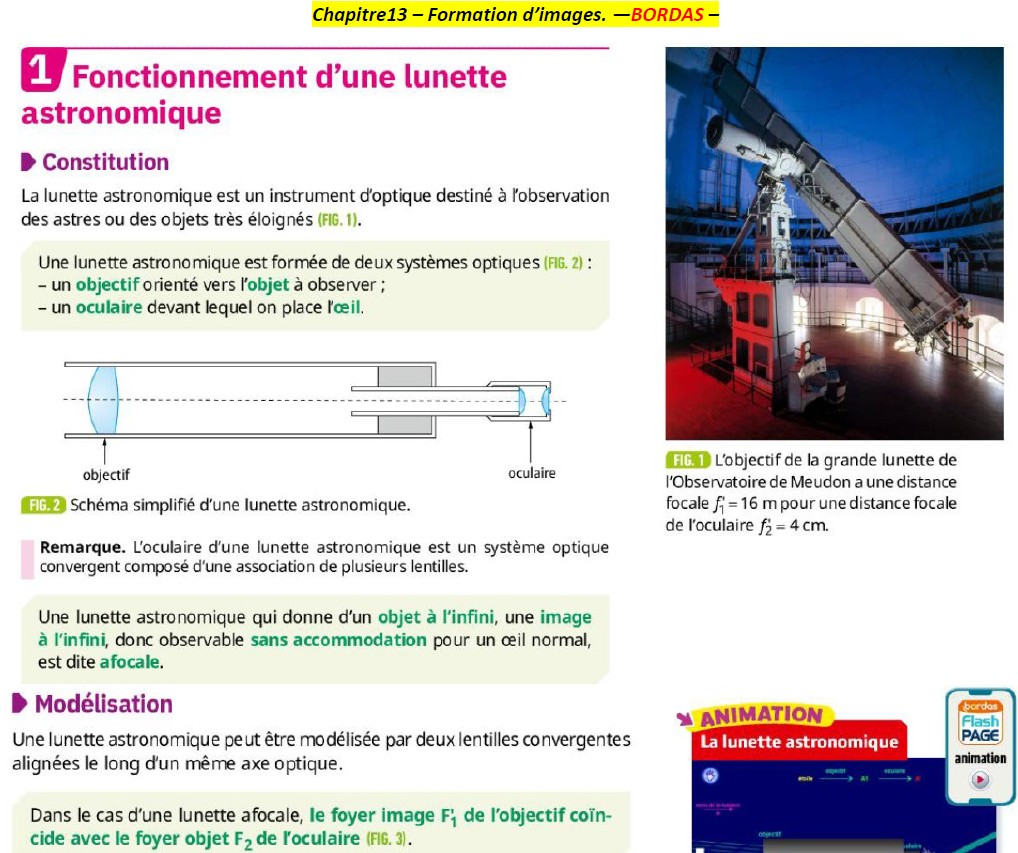 Chapitre13 – Formation d’images. —BORDAS –
1 Fonctionnement d’une lunette
astronomique
Constitution
La lunette astronomique est un instrument d’optique destiné à l’observation
des astres ou des objets très éloignés (FIG. 1).
Une lunette astronomique est formée de deux systèmes optiques (FIG. 2) :
– un objectif orienté vers l’objet à observer ;
– un oculaire devant lequel on place l’œil.
objectif
oculaire
FIG. 2 Schéma simplifié d’une lunette astronomique.
Remarque. L’oculaire d’une lunette astronomique est un système optique
convergent composé d’une association de plusieurs lentilles.
Une lunette astronomique qui donne d’un objet à l’infini, une image
à l’infini, donc observable sans accommodation pour un œil normal,
est dite afocale.
Modélisation
Une lunette astronomique peut être modélisée par deux lentilles convergentes
alignées le long d’un même axe optique.
Dans le cas d’une lunette afocale, le foyer image F′1 de l’objectif coïn-
cide avec le foyer objet F2 de l’oculaire (FIG. 3).
FIG. 1 L’objectif de la grande lunette de
l’Observatoire de Meudon a une distance
focale f′1 = 16 m pour une distance focale
de l’oculaire f′2 = 4 cm.
ANIMATION
La lunette astronomique
bordas
Flash
PAGE
animation
étoile objectif A1 oculaire A'
objectif